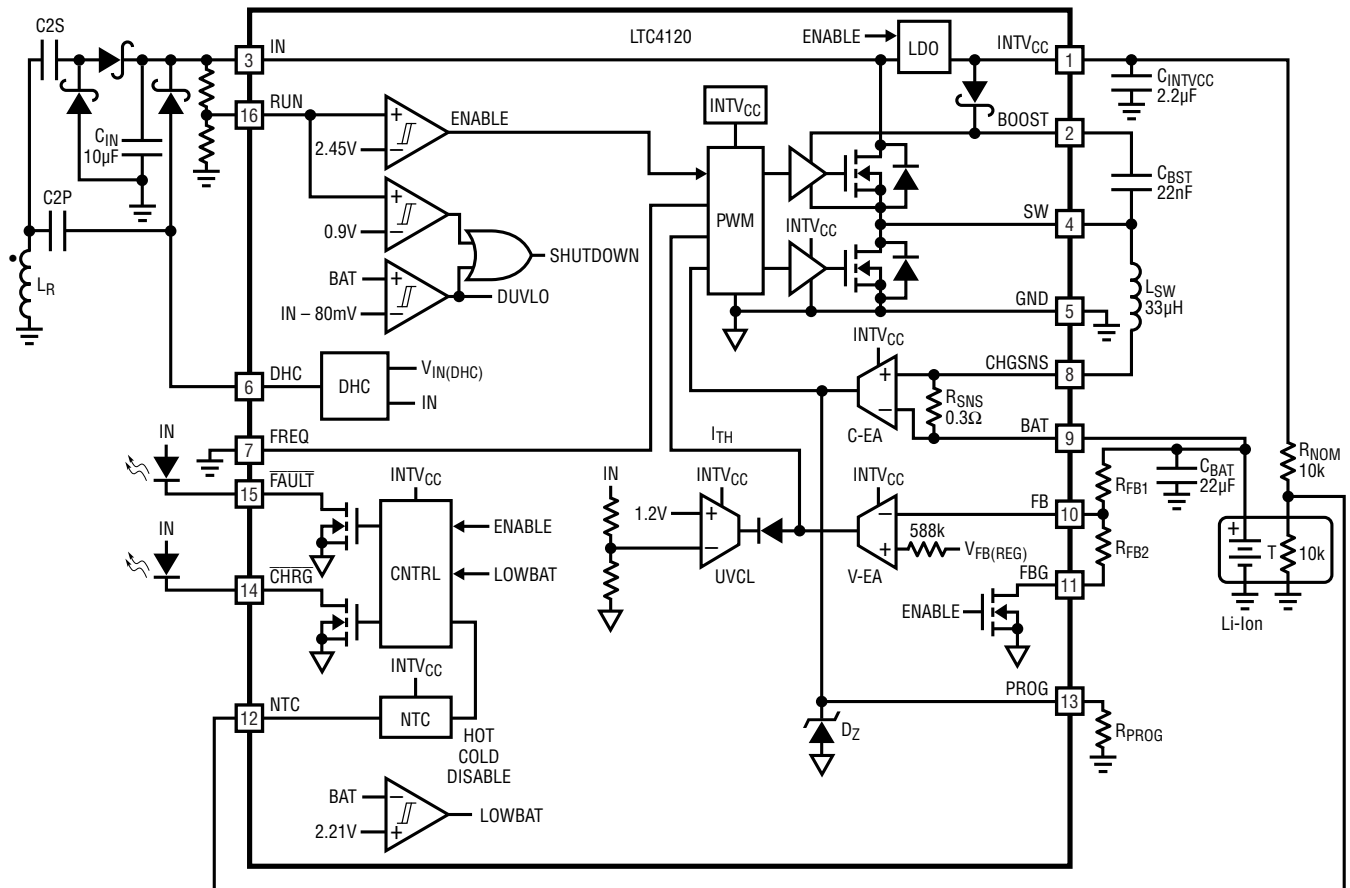 C2S
IN
3
LTC4120
ENABLE
LDO
INTVCC
1
RUN
16
ENABLE
INTVCC
CINTVCC
2.2µF
+
2.45V
−
BOOST
2
CIN
10µF
+
0.9V
−
PWM
CBST
22nF
C2P
SHUTDOWN
INTVCC
SW
4
LR
BAT
+
IN – 80mV
−
DUVLO
GND
5
LSW
33µH
DHC
6
DHC
VIN(DHC)
IN
INTVCC
+
−
C-EA
CHGSNS
8
RSNS
0.3Ω
BAT
9
IN
FREQ
7
ITH
RNOM
10k
FAULT
15
INTVCC
CNTRL
ENABLE
LOWBAT
IN
INTVCC
1.2V
+
−
UVCL
INTVCC
−
+
V-EA
588k
VFB(REG)
FB
10
RFB1
RFB2
CBAT
22µF
+
T
10k
Li-Ion
IN
CHRG
14
FBG
11
ENABLE
INTVCC
NTC
12
NTC
HOT
COLD
DISABLE
DZ
PROG
13
RPROG
BAT
−
2.21V
+
LOWBAT